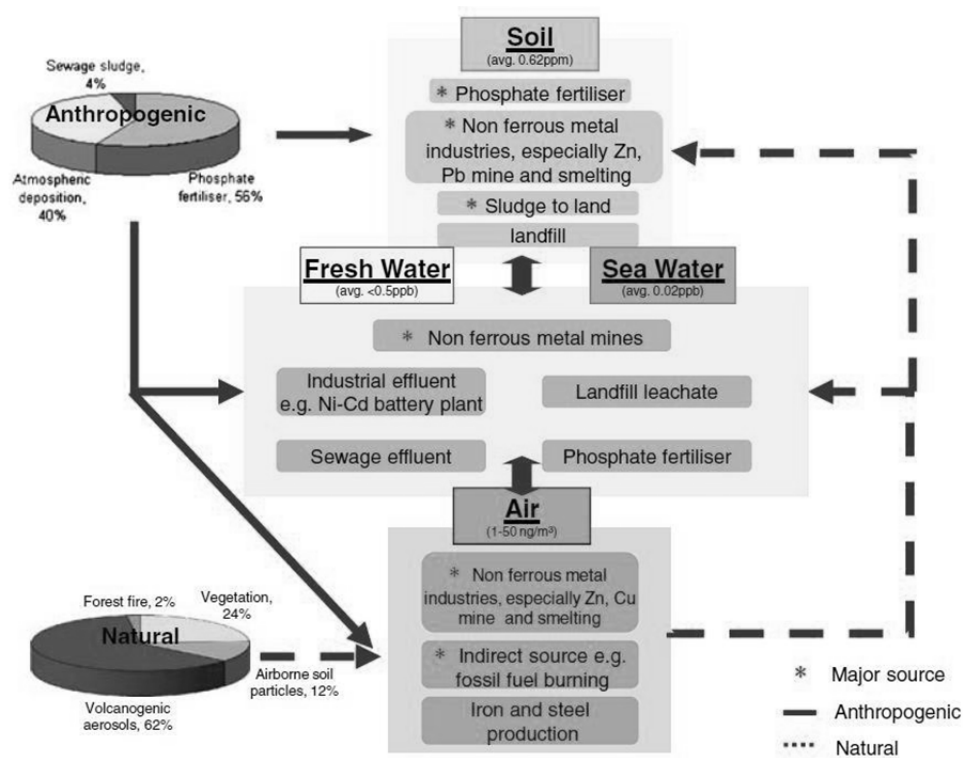 Soil
(avg. 0.62ppm)
Sewage sludge,
4%
Anthropogenic
Atmospheric
deposition,
40%
Phosphate
fertiliser, 56%
* Phosphate fertiliser
* Non ferrous metal
industries, especially Zn,
Pb mine and smelting
* Sludge to land
landfill
Fresh Water
(avg. <0.5ppb)
Sea Water
(avg. 0.02ppb)
* Non ferrous metal mines
Industrial effluent
e.g. Ni-Cd battery plant
Landfill leachate
Sewage effluent
Phosphate fertiliser
Air
(1-50 ng/m³)
* Non ferrous metal
industries, especially Zn, Cu
mine and smelting
* Indirect source e.g.
fossil fuel burning
Iron and steel
production
Forest fire, 2%
Vegetation,
24%
Natural
Airborne soil
particles, 12%
Volcanogenic
aerosols, 62%
* Major source
Anthropogenic
Natural